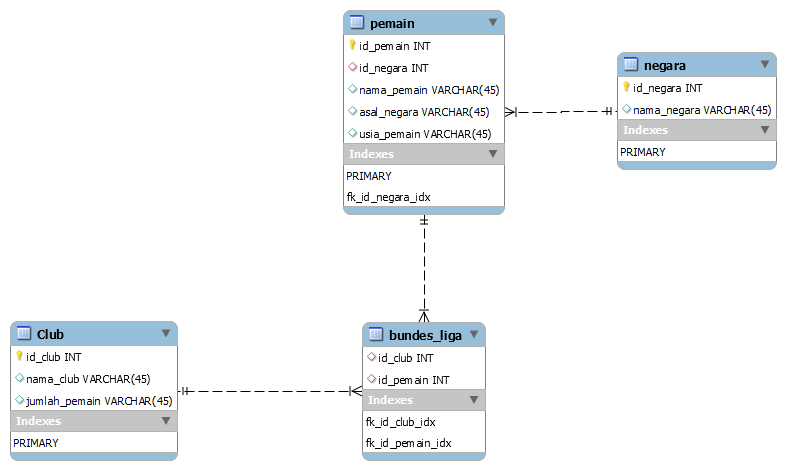 pemain
id_pemain INT
id_negara INT
nama_pemain VARCHAR(45)
asal_negara VARCHAR(45)
usia_pemain VARCHAR(45)
Indexes
PRIMARY
fk_id_negara_idx
negara
id_negara INT
nama_negara VARCHAR(45)
Indexes
PRIMARY
Club
id_club INT
nama_club VARCHAR(45)
jumlah_pemain VARCHAR(45)
Indexes
PRIMARY
bundes_liga
id_club INT
id_pemain INT
Indexes
fk_id_club_idx
fk_id_pemain_idx